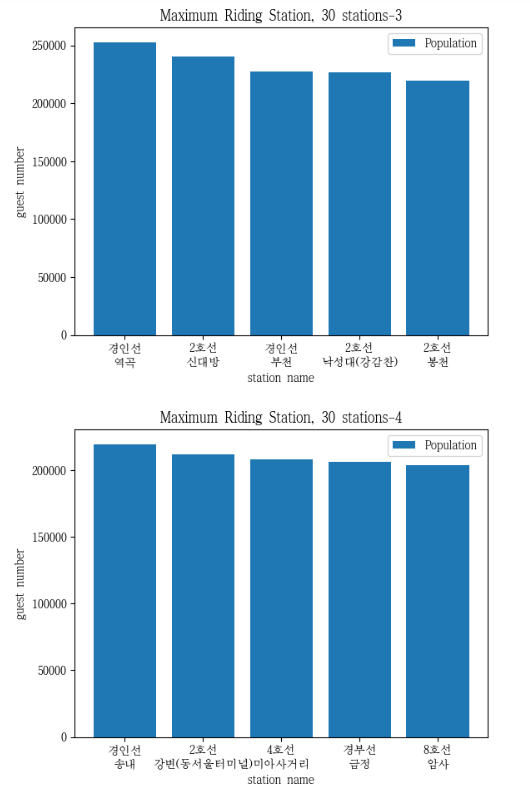 Maximum Riding Station, 30 stations-3
Population
250000
200000
150000
100000
50000
0
guest number
경인선 2호선 경인선 2호선 2호선
역곡 신대방 부천 낙성대(강감찬) 봉천
station name
Maximum Riding Station, 30 stations-4
Population
200000
150000
100000
50000
0
guest number
경인선 2호선 4호선 경부선 8호선
송내 강변(동서울터미널) 미아사거리 금정 암사
station name